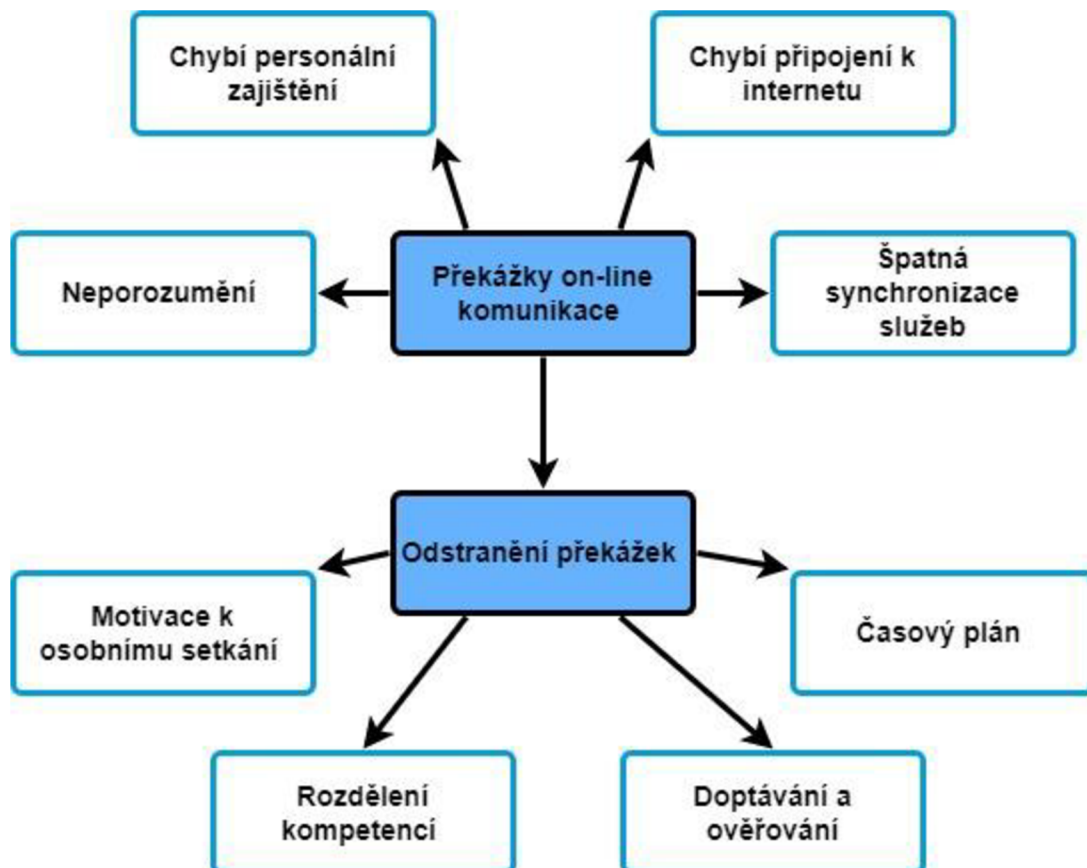 Chybí personální
zajištění
Chybí připojení k
internetu
Neporozumění
Překážky on-line
komunikace
Špatná
synchronizace
služeb
Odstranění překážek
Motivace k
osobnímu setkání
Časový plán
Rozdělení
kompetencí
Doptávání a
ověřování